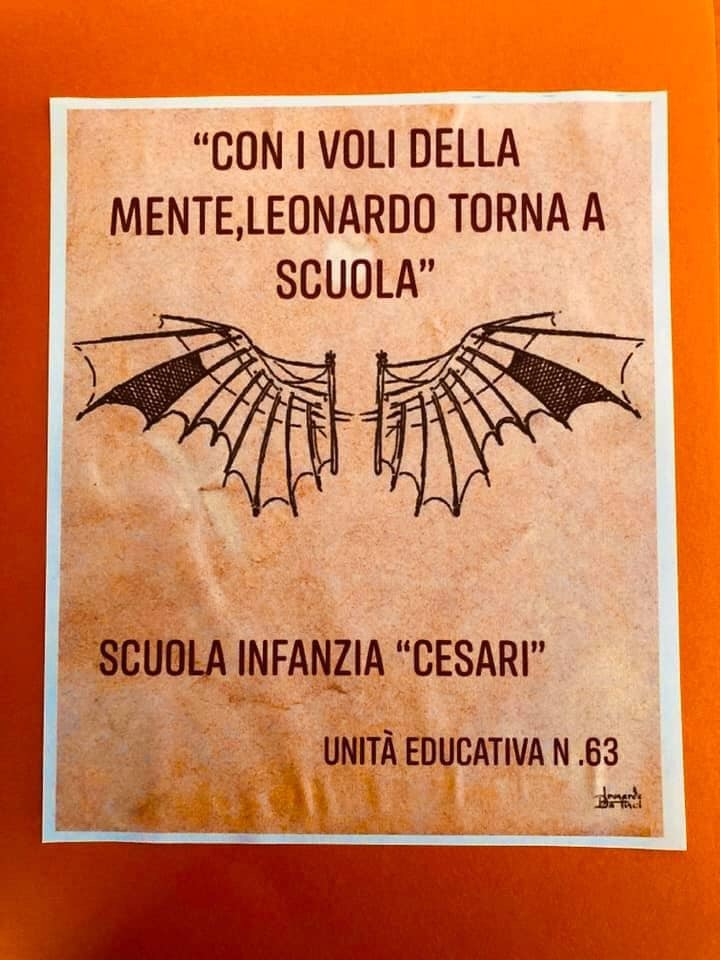 “CON I VOLI DELLA
MENTE,LEONARDO TORNA A
SCUOLA”
SCUOLA INFANZIA “CESARI”
UNITÀ EDUCATIVA N .63
Leonardo
Da Vinci